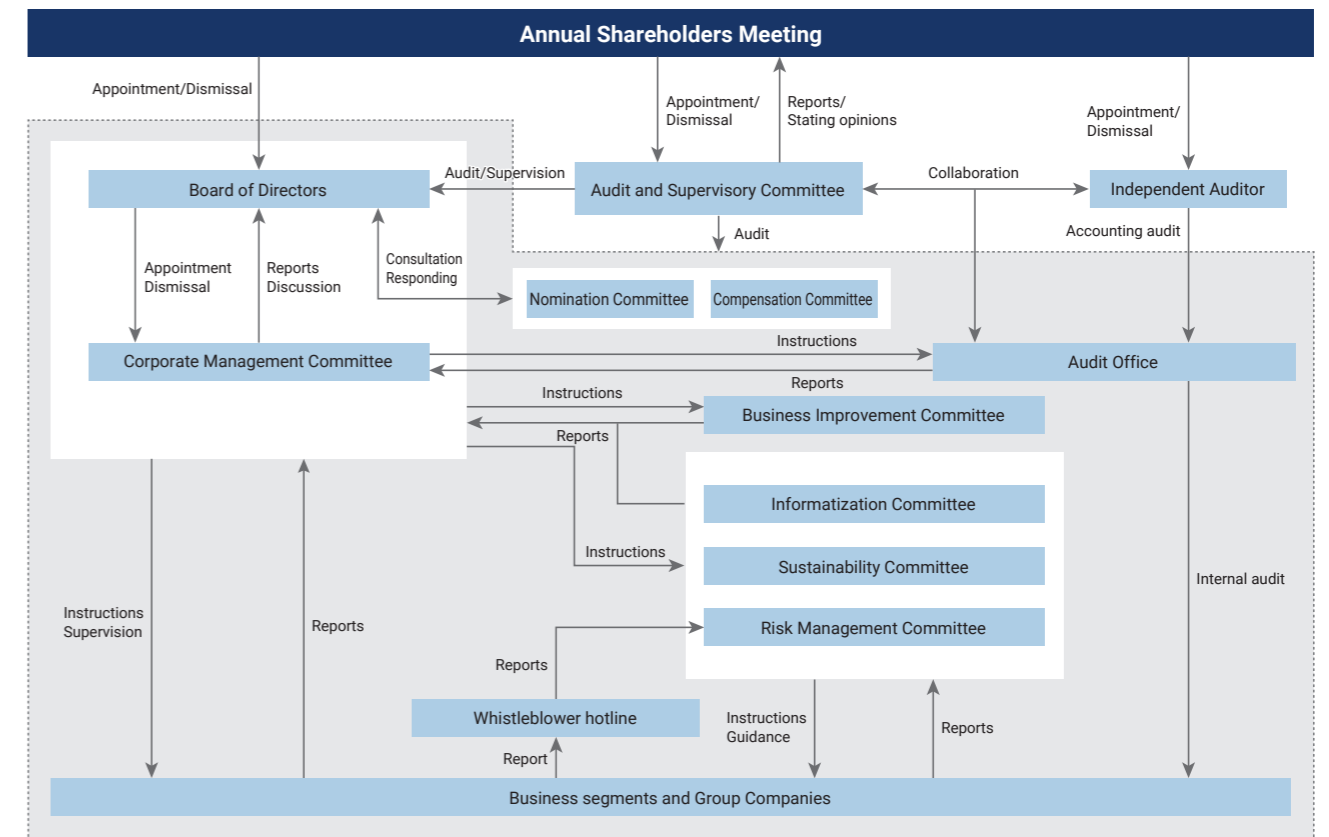 Annual Shareholders Meeting
Appointment/Dismissal
Appointment/
Dismissal
Reports/
Stating opinions
Appointment/
Dismissal
Board of Directors
Audit/Supervision
Audit and Supervisory Committee
Collaboration
Independent Auditor
Audit
Accounting audit
Appointment
Dismissal
Reports
Discussion
Consultation
Responding
Nomination Committee
Compensation Committee
Corporate Management Committee
Instructions
Reports
Audit Office
Instructions
Business Improvement Committee
Reports
Informatization Committee
Instructions
Sustainability Committee
Internal audit
Instructions
Supervision
Reports
Risk Management Committee
Reports
Whistleblower hotline
Instructions
Guidance
Reports
Report
Business segments and Group Companies